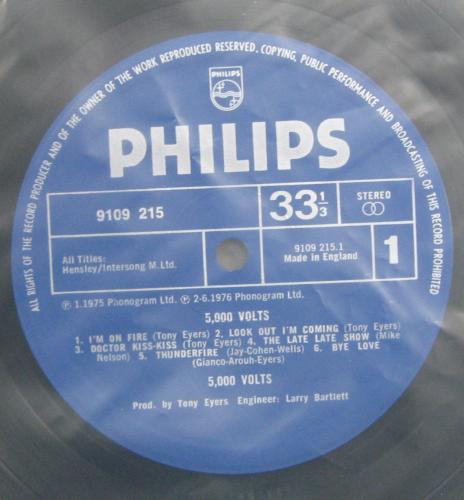 ALL RIGHTS OF THE RECORD PRODUCER AND OF THE OWNER OF THE WORK REPRODUCED RESERVED. COPYING, PUBLIC PERFORMANCE AND BROADCASTING OF THIS RECORD PROHIBITED
PHILIPS
PHILIPS
9109 215
33 1/3
STEREO
All Titles:
Hensley/Intersong M. Ltd.
9109 215.1
Made in England
1
Ⓟ 1.1975 Phonogram Ltd. Ⓟ 2-6.1976 Phonogram Ltd.
5,000 VOLTS
1. I'M ON FIRE (Tony Eyers) 2. LOOK OUT I'M COMING (Tony Eyers)
3. DOCTOR KISS-KISS (Tony Eyers) 4. THE LATE LATE SHOW (Mike
Nelson) 5. THUNDERFIRE (Jay-Cohen-Wells) 6. BYE LOVE
(Gianco-Arouh-Eyers)
5,000 VOLTS
Prod. by Tony Eyers Engineer: Larry Bartlett